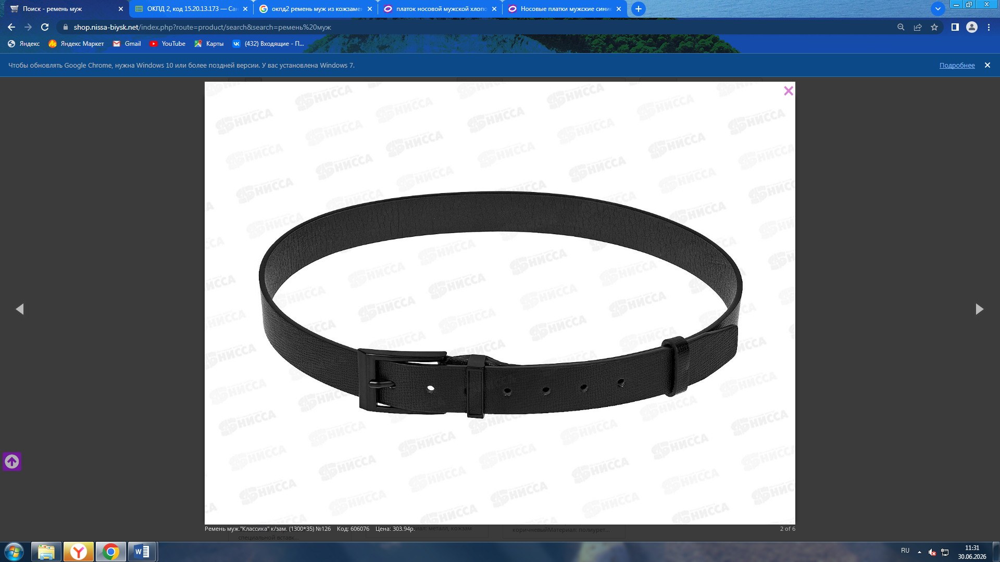 Поиск - ремень муж
ОКПД 2, код 15.20.13.173 — Сан
окпд2 ремень муж из кожзамен
платок носовой мужской хлопо
Носовые платки мужские синие
shop.nissa-biysk.net/index.php?route=product/search&search=ремень%20муж
Яндекс
Яндекс Маркет
Gmail
YouTube
Карты
(432) Входящие - П...
Чтобы обновлять Google Chrome, нужна Windows 10 или более поздней версии. У вас установлена Windows 7.
Подробнее
НИССА
Ремень муж."Классика" к/зам. (1300*35) №126 Код: 606076 Цена: 303.94р.
2 of 6
иал: металл, кожзам
коричневыйМатериал: полиурет...
специальной вставк...
RU
11:31
30.06.2026